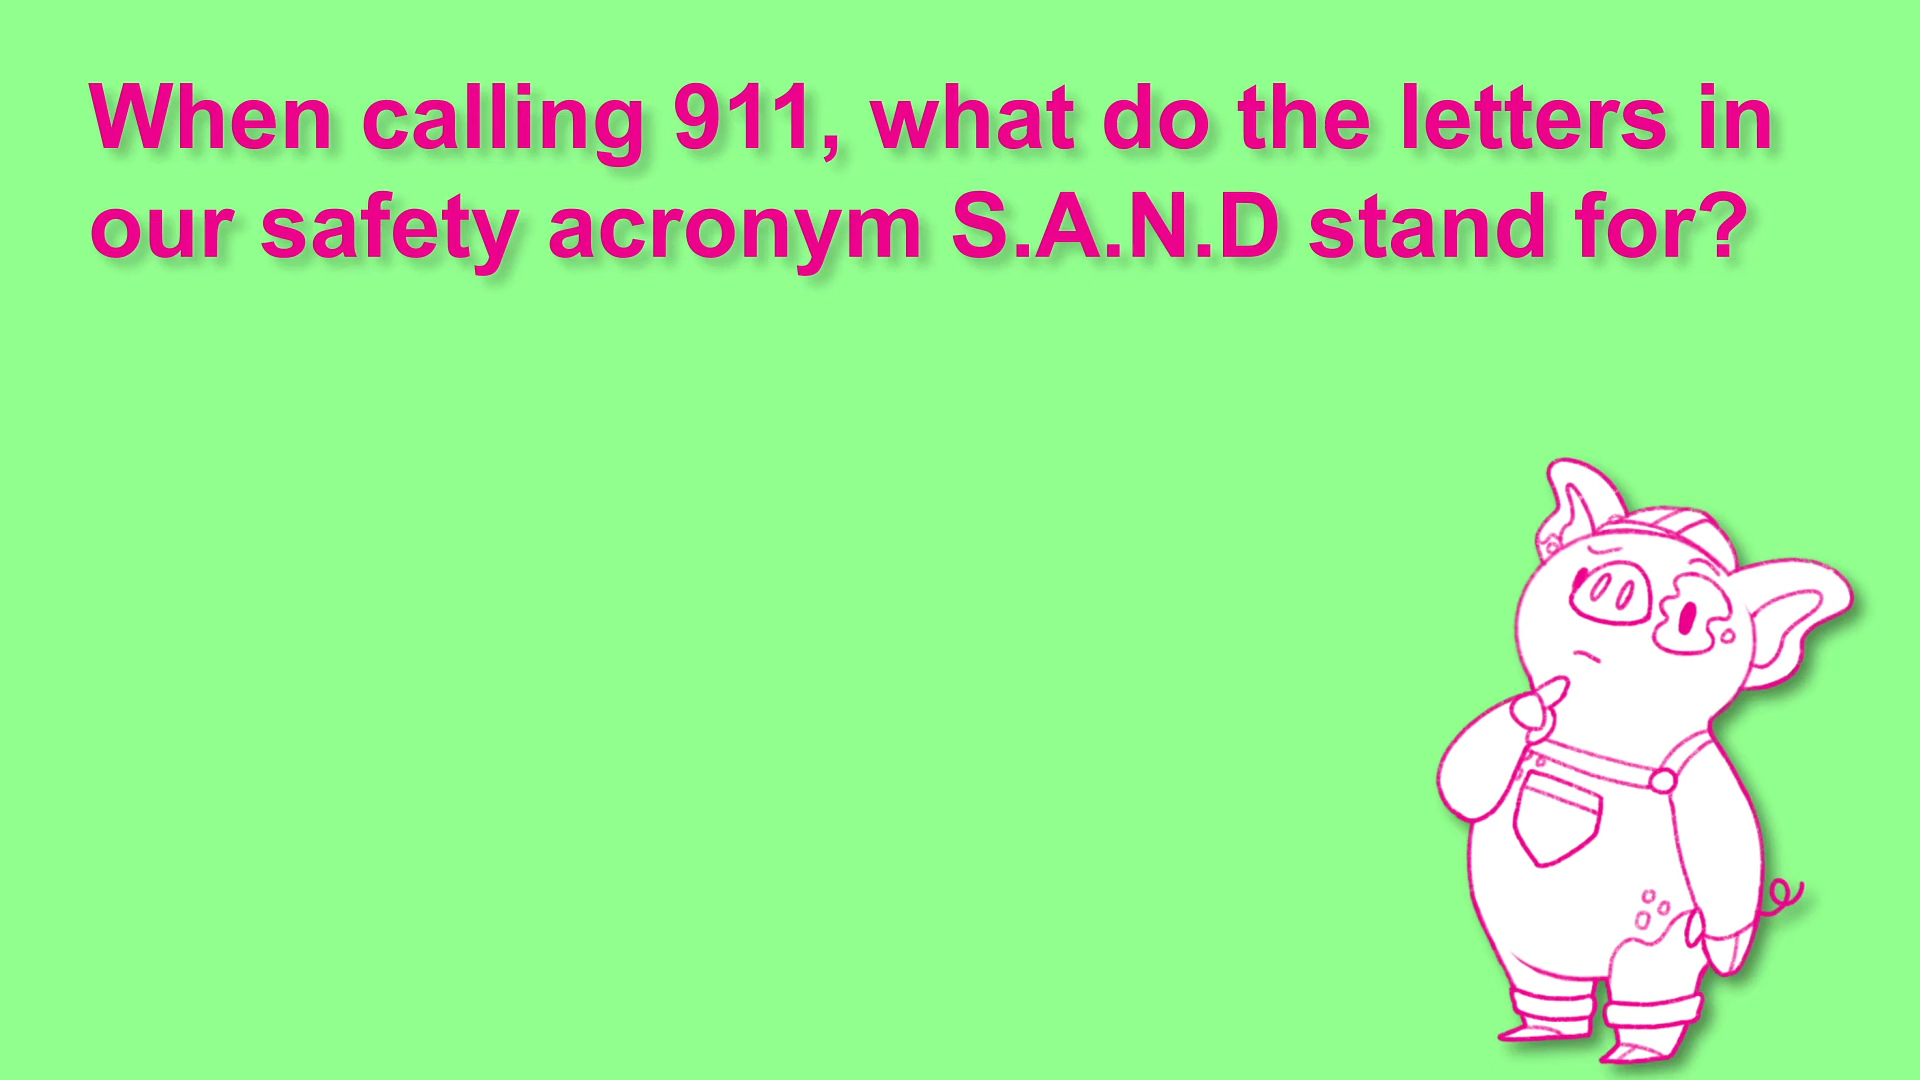 When calling 911, what do the letters in
our safety acronym S.A.N.D stand for?